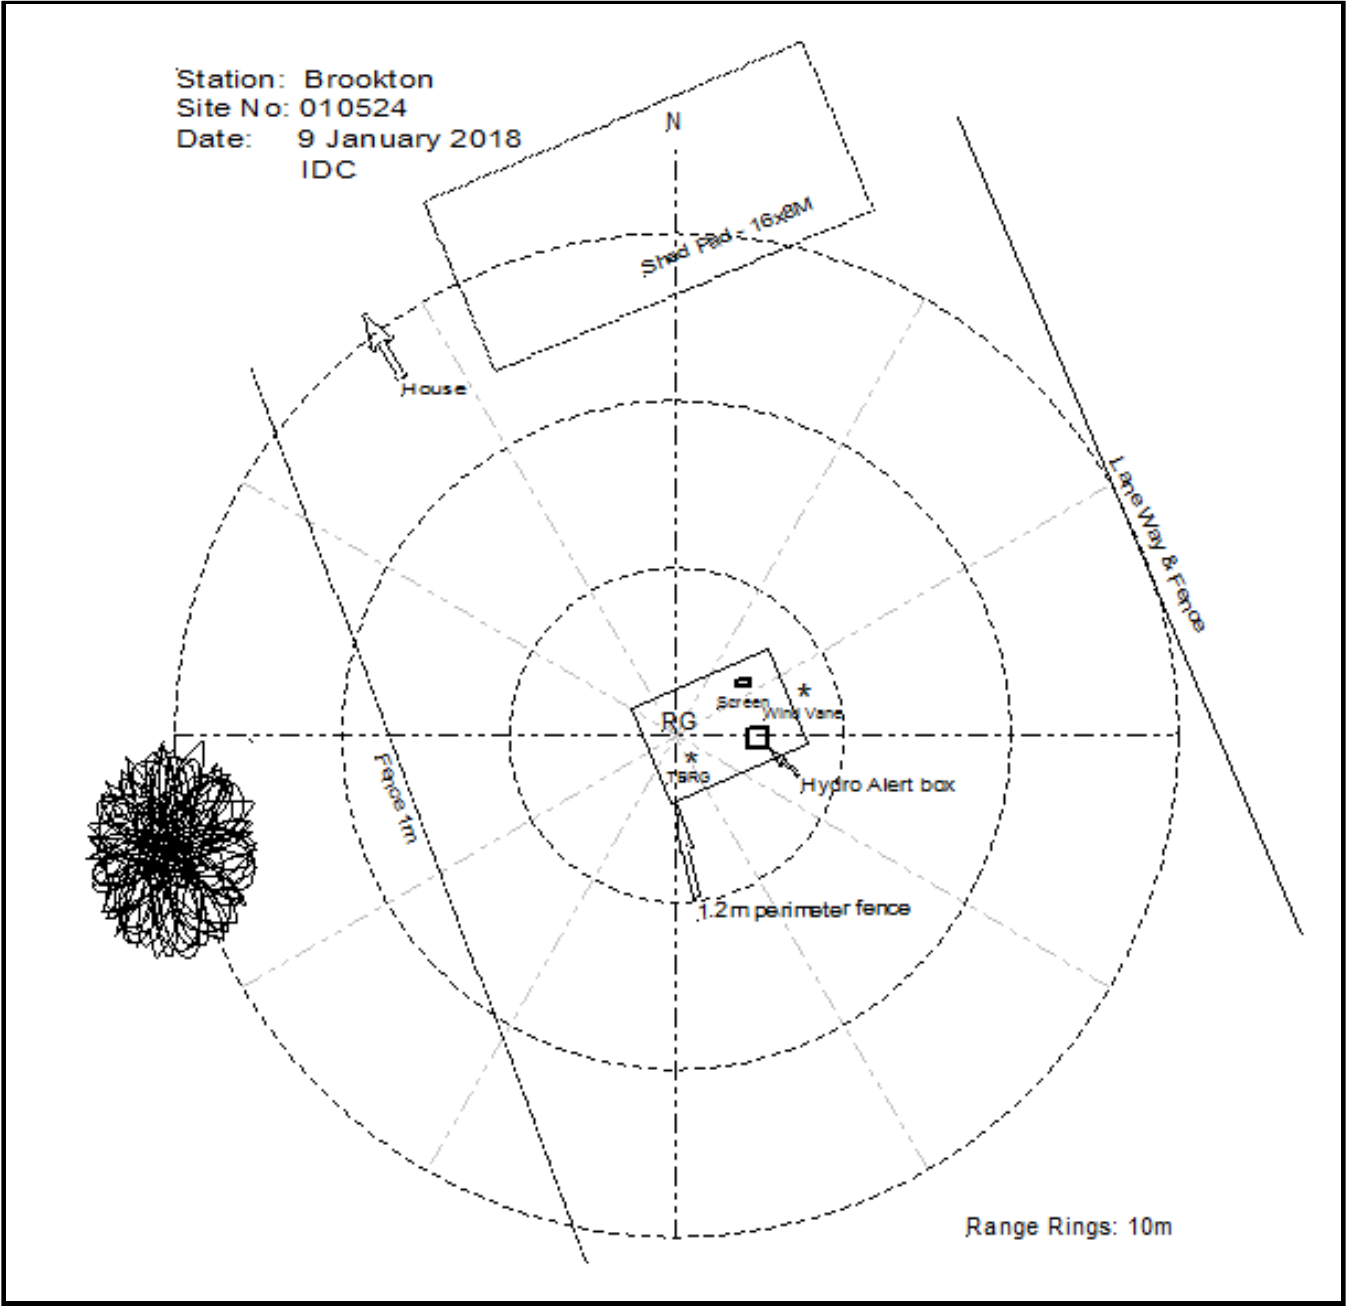 Station: Brookton
Site No: 010524
Date: 9 January 2018
IDC
N
Shed Pad - 16x8M
House
Lane Way & Fence
Screen
Wind Vane
RG
TBRG
Hydro Alert box
Fence 1m
1.2m perimeter fence
Range Rings: 10m